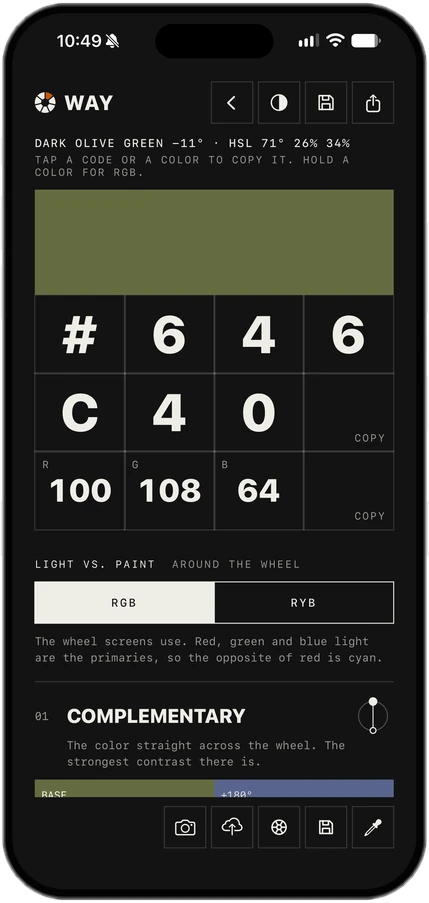 10:49
WAY
DARK OLIVE GREEN −11° · HSL 71° 26% 34%
TAP A CODE OR A COLOR TO COPY IT. HOLD A
COLOR FOR RGB.
# 6 4 6
C 4 0
COPY
R G B
100 108 64
COPY
LIGHT VS. PAINT AROUND THE WHEEL
RGB RYB
The wheel screens use. Red, green and blue light
are the primaries, so the opposite of red is cyan.
01 COMPLEMENTARY
The color straight across the wheel. The
strongest contrast there is.
BASE +180°